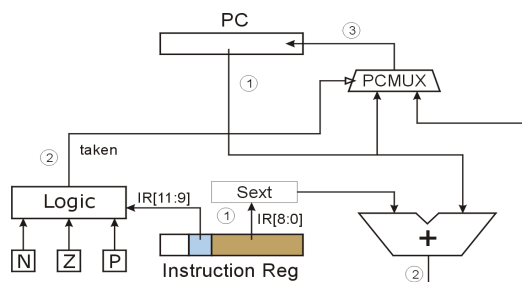 PC
3
1
PCMUX
2
taken
Logic
IR[11:9]
Sext
1
IR[8:0]
+
N
Z
P
Instruction Reg
2